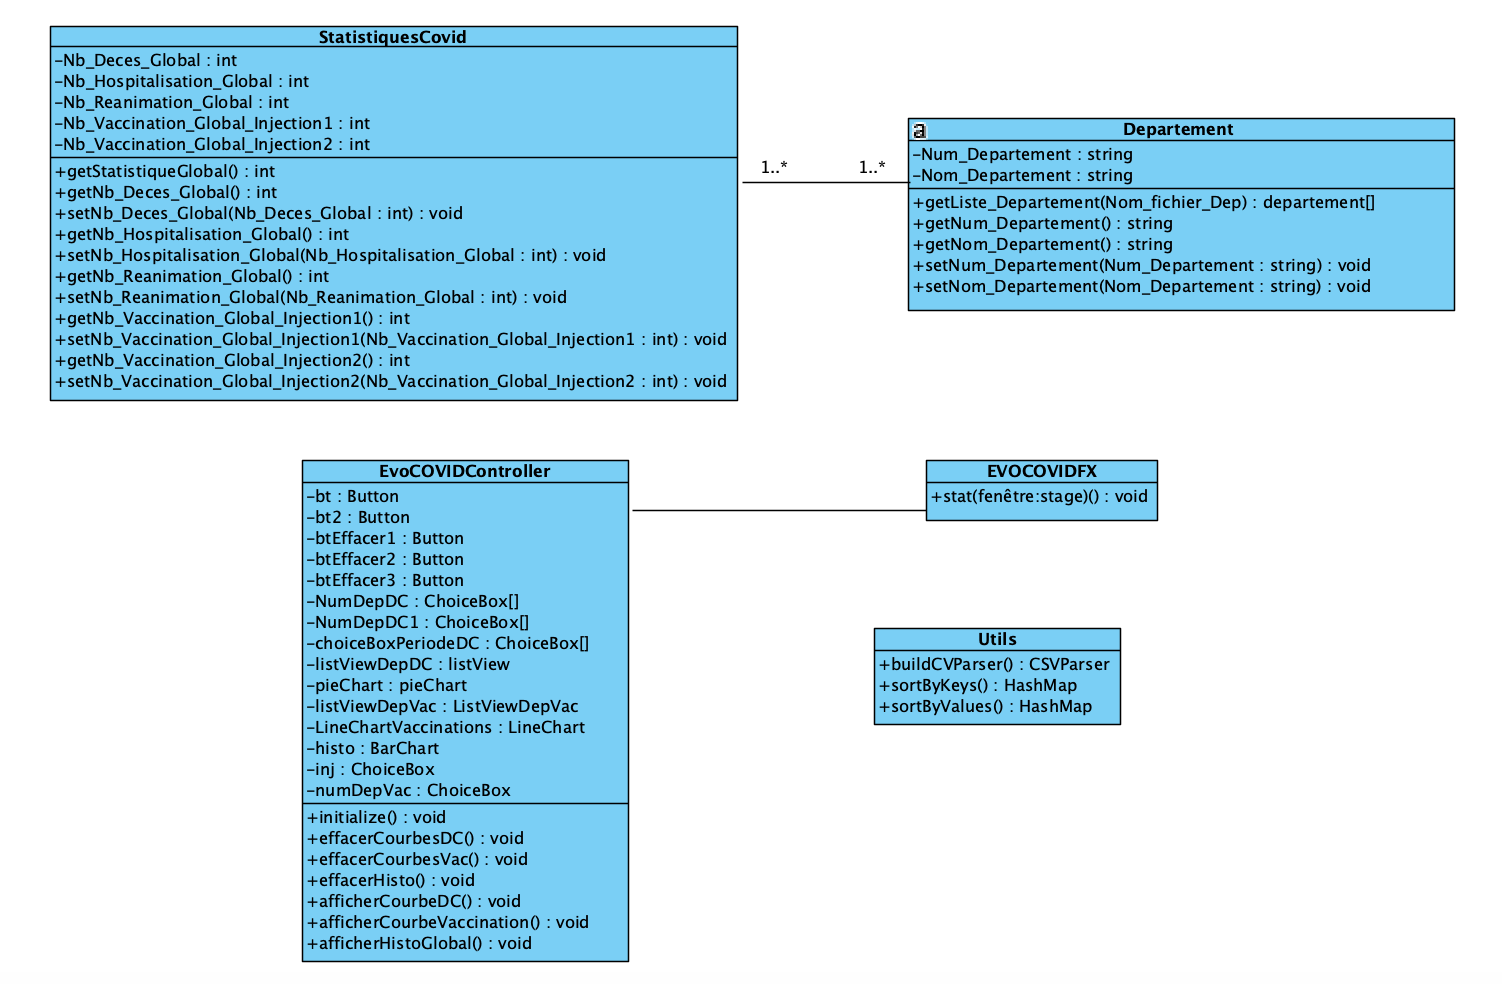 StatistiquesCovid
-Nb_Deces_Global : int
-Nb_Hospitalisation_Global : int
-Nb_Reanimation_Global : int
-Nb_Vaccination_Global_Injection1 : int
-Nb_Vaccination_Global_Injection2 : int
+getStatistiqueGlobal() : int
+getNb_Deces_Global() : int
+setNb_Deces_Global(Nb_Deces_Global : int) : void
+getNb_Hospitalisation_Global() : int
+setNb_Hospitalisation_Global(Nb_Hospitalisation_Global : int) : void
+getNb_Reanimation_Global() : int
+setNb_Reanimation_Global(Nb_Reanimation_Global : int) : void
+getNb_Vaccination_Global_Injection1() : int
+setNb_Vaccination_Global_Injection1(Nb_Vaccination_Global_Injection1 : int) : void
+getNb_Vaccination_Global_Injection2() : int
+setNb_Vaccination_Global_Injection2(Nb_Vaccination_Global_Injection2 : int) : void
1..* 1..*
a Departement
-Num_Departement : string
-Nom_Departement : string
+getListe_Departement(Nom_fichier_Dep) : departement[]
+getNum_Departement() : string
+getNom_Departement() : string
+setNum_Departement(Num_Departement : string) : void
+setNom_Departement(Nom_Departement : string) : void
EvoCOVIDController
-bt : Button
-bt2 : Button
-btEffacer1 : Button
-btEffacer2 : Button
-btEffacer3 : Button
-NumDepDC : ChoiceBox[]
-NumDepDC1 : ChoiceBox[]
-choiceBoxPeriodeDC : ChoiceBox[]
-listViewDepDC : listView
-pieChart : pieChart
-listViewDepVac : ListViewDepVac
-LineChartVaccinations : LineChart
-histo : BarChart
-inj : ChoiceBox
-numDepVac : ChoiceBox
+initialize() : void
+effacerCourbesDC() : void
+effacerCourbesVac() : void
+effacerHisto() : void
+afficherCourbeDC() : void
+afficherCourbeVaccination() : void
+afficherHistoGlobal() : void
EVOCOVIDFX
+stat(fenêtre:stage)() : void
Utils
+buildCVParser() : CSVParser
+sortByKeys() : HashMap
+sortByValues() : HashMap